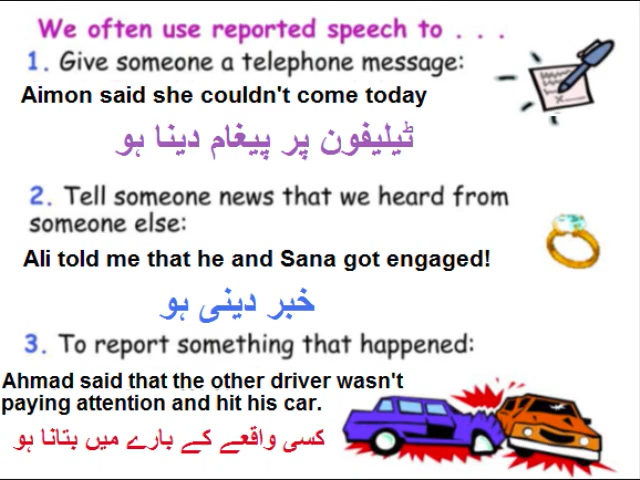 We often use reported speech to . . .
1. Give someone a telephone message:
Aimon said she couldn't come today
ٹیلیفون پر پیغام دینا ہو
2. Tell someone news that we heard from
someone else:
Ali told me that he and Sana got engaged!
خبر دینی ہو
3. To report something that happened:
Ahmad said that the other driver wasn't
paying attention and hit his car.
کسی واقعے کے بارے میں بتانا ہو